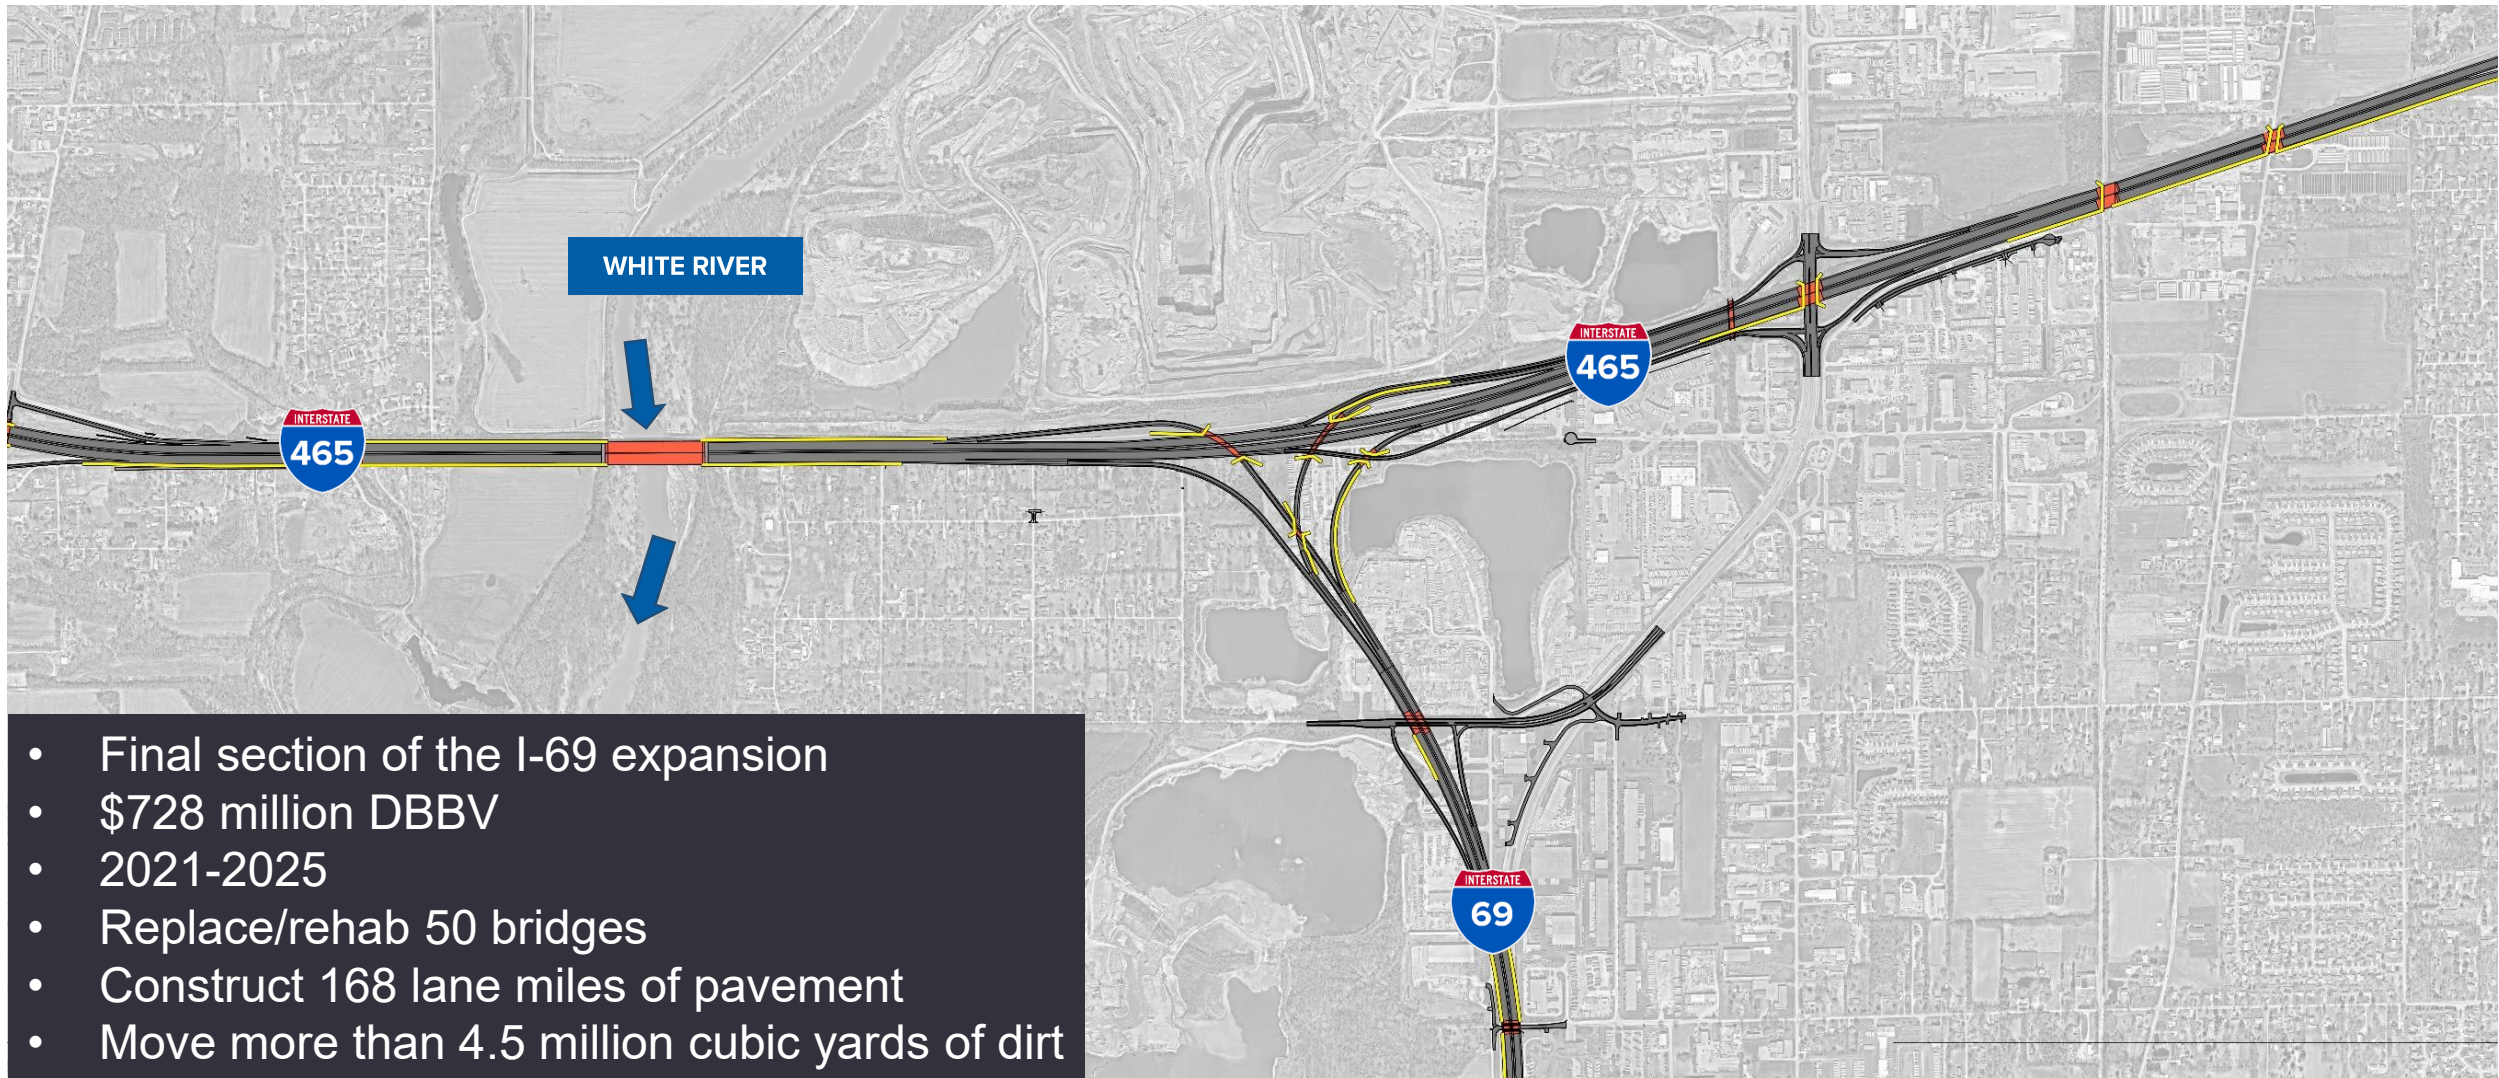 WHITE RIVER
INTERSTATE
465
INTERSTATE
465
INTERSTATE
69
• Final section of the I-69 expansion
• $728 million DBBV
• 2021-2025
• Replace/rehab 50 bridges
• Construct 168 lane miles of pavement
• Move more than 4.5 million cubic yards of dirt